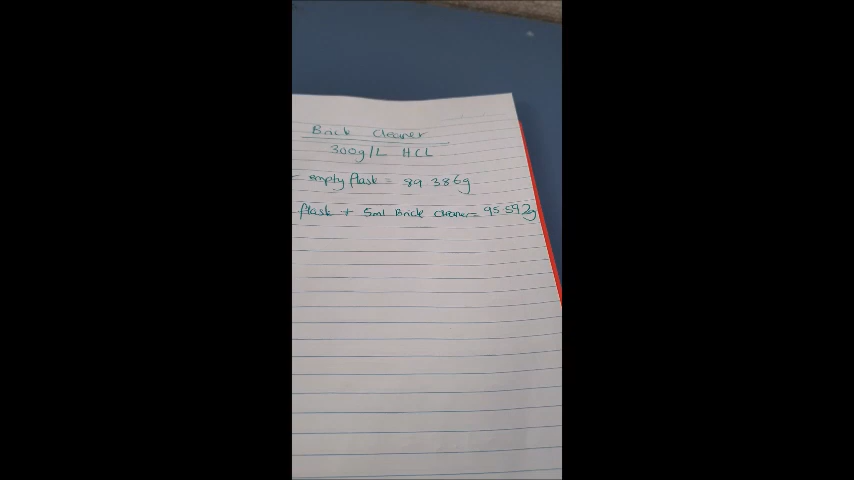 Brick Cleaner
300g/L HCL
- empty flask = 89.386g
flask + 5ml Brick cleaner = 95.592g